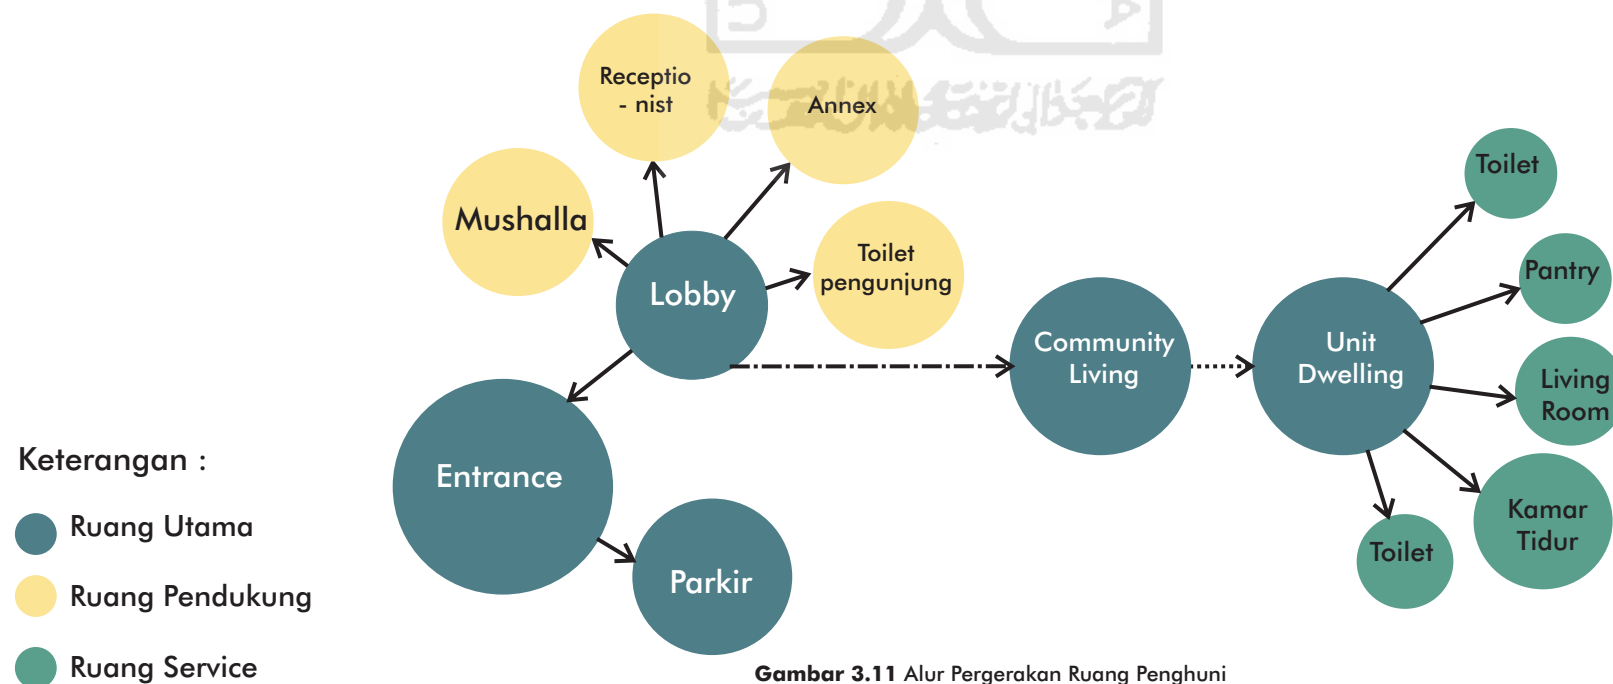 Receptio
- nist
Annex
Mushalla
Toilet
pengunjung
Lobby
Toilet
Pantry
Community
Living
Unit
Dwelling
Living
Room
Entrance
Kamar
Tidur
Toilet
Parkir
Keterangan :
Ruang Utama
Ruang Pendukung
Ruang Service
Gambar 3.11 Alur Pergerakan Ruang Penghuni